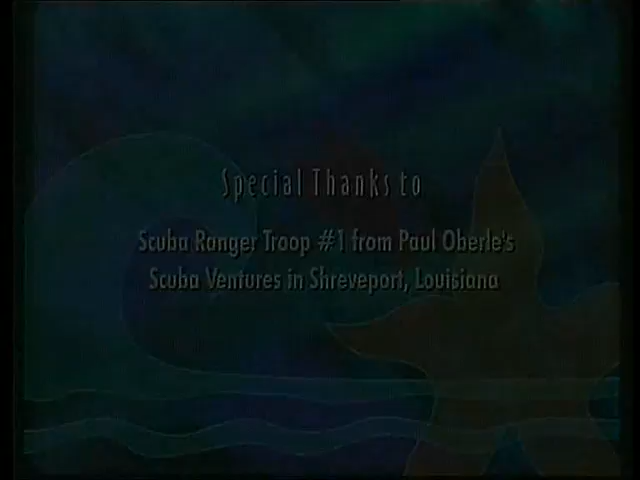 Special Thanks to
Scuba Ranger Troop #1 from Paul Oberle's
Scuba Ventures in Shreveport, Louisiana